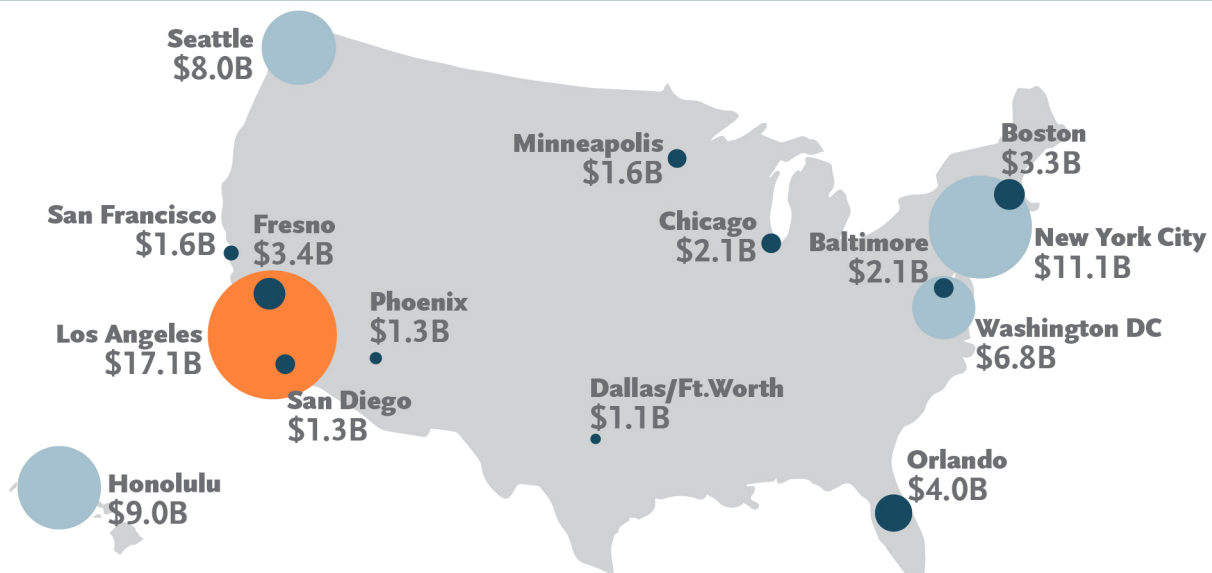 Seattle
$8.0B
Minneapolis
$1.6B
Boston
$3.3B
San Francisco
$1.6B
Fresno
$3.4B
Chicago
$2.1B
Baltimore
$2.1B
New York City
$11.1B
Los Angeles
$17.1B
Phoenix
$1.3B
Washington DC
$6.8B
San Diego
$1.3B
Dallas/Ft.Worth
$1.1B
Orlando
$4.0B
Honolulu
$9.0B